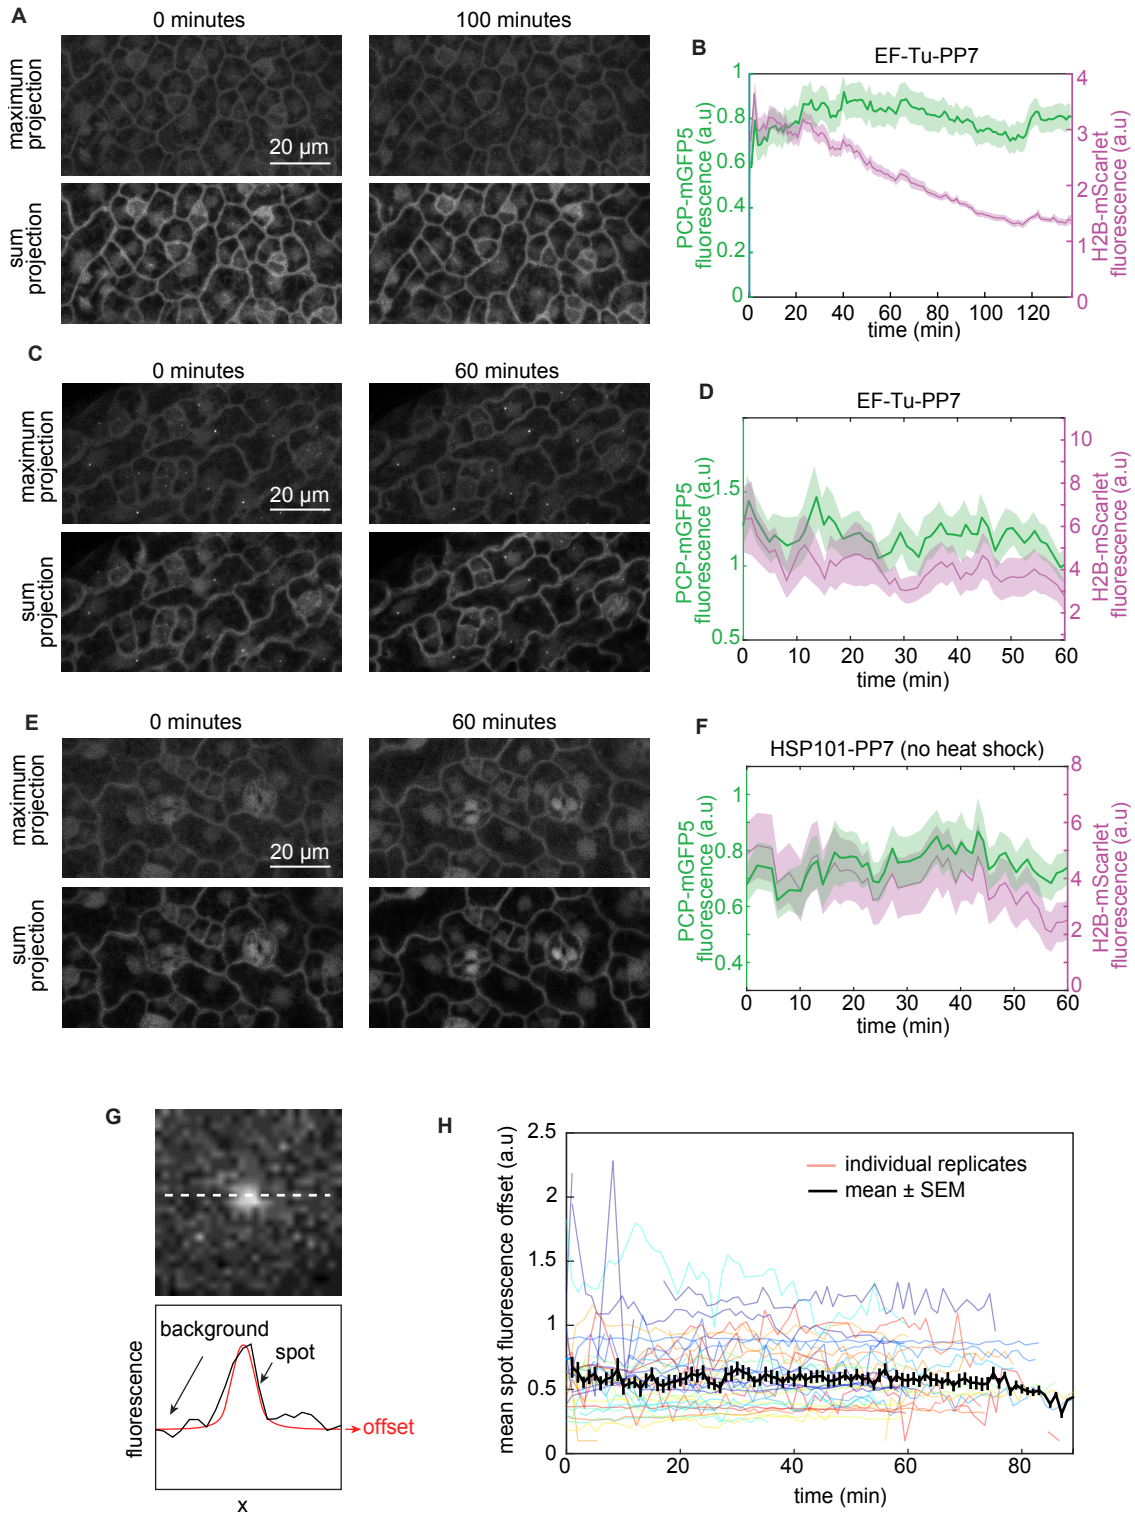 A
0 minutes
100 minutes
maximum
projection
20 µm
sum
projection
B
EF-Tu-PP7
PCP-mGFP5
fluorescence (a.u)
1
0.8
0.6
0.4
0.2
0
H2B-mScarlet
fluorescence (a.u)
4
3
2
1
0
0 20 40 60 80 100 120
time (min)
C
0 minutes
60 minutes
maximum
projection
20 µm
sum
projection
D
EF-Tu-PP7
PCP-mGFP5
fluorescence (a.u)
1.5
1
0.5
H2B-mScarlet
fluorescence (a.u)
10
8
6
4
2
0 10 20 30 40 50 60
time (min)
E
0 minutes
60 minutes
maximum
projection
20 µm
sum
projection
F
HSP101-PP7 (no heat shock)
PCP-mGFP5
fluorescence (a.u)
1
0.8
0.6
0.4
H2B-mScarlet
fluorescence (a.u)
8
6
4
2
0
0 10 20 30 40 50 60
time (min)
G
fluorescence
background
spot
offset
x
H
mean spot fluorescence offset (a.u)
2.5
2
1.5
1
0.5
0
individual replicates
mean ± SEM
0 20 40 60 80
time (min)